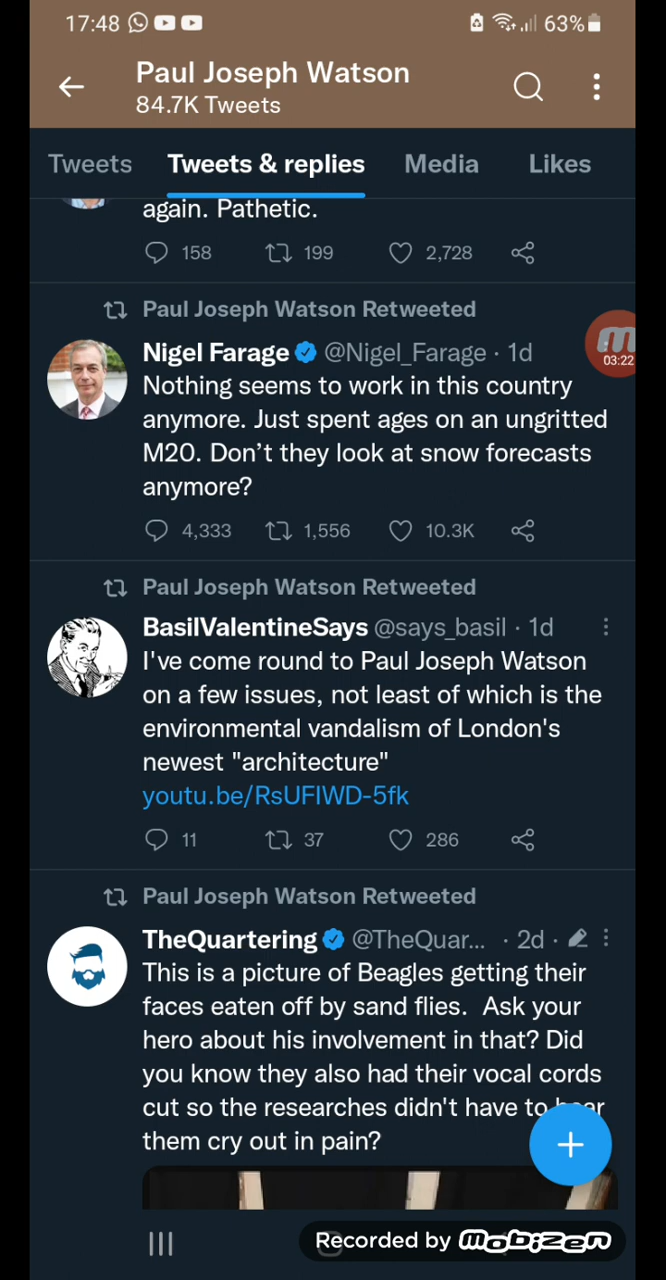 17:48 63%
Paul Joseph Watson
84.7K Tweets
Tweets Tweets & replies Media Likes
again. Pathetic.
158 199 2,728
Paul Joseph Watson Retweeted
Nigel Farage @Nigel_Farage · 1d
03:22
Nothing seems to work in this country
anymore. Just spent ages on an ungritted
M20. Don’t they look at snow forecasts
anymore?
4,333 1,556 10.3K
Paul Joseph Watson Retweeted
BasilValentineSays @says_basil · 1d
I've come round to Paul Joseph Watson
on a few issues, not least of which is the
environmental vandalism of London's
newest "architecture"
youtu.be/RsUFIWD-5fk
11 37 286
Paul Joseph Watson Retweeted
TheQuartering @TheQuar... · 2d ·
This is a picture of Beagles getting their
faces eaten off by sand flies.  Ask your
hero about his involvement in that? Did
you know they also had their vocal cords
cut so the researches didn't have to hear
them cry out in pain?
Recorded by mobizen